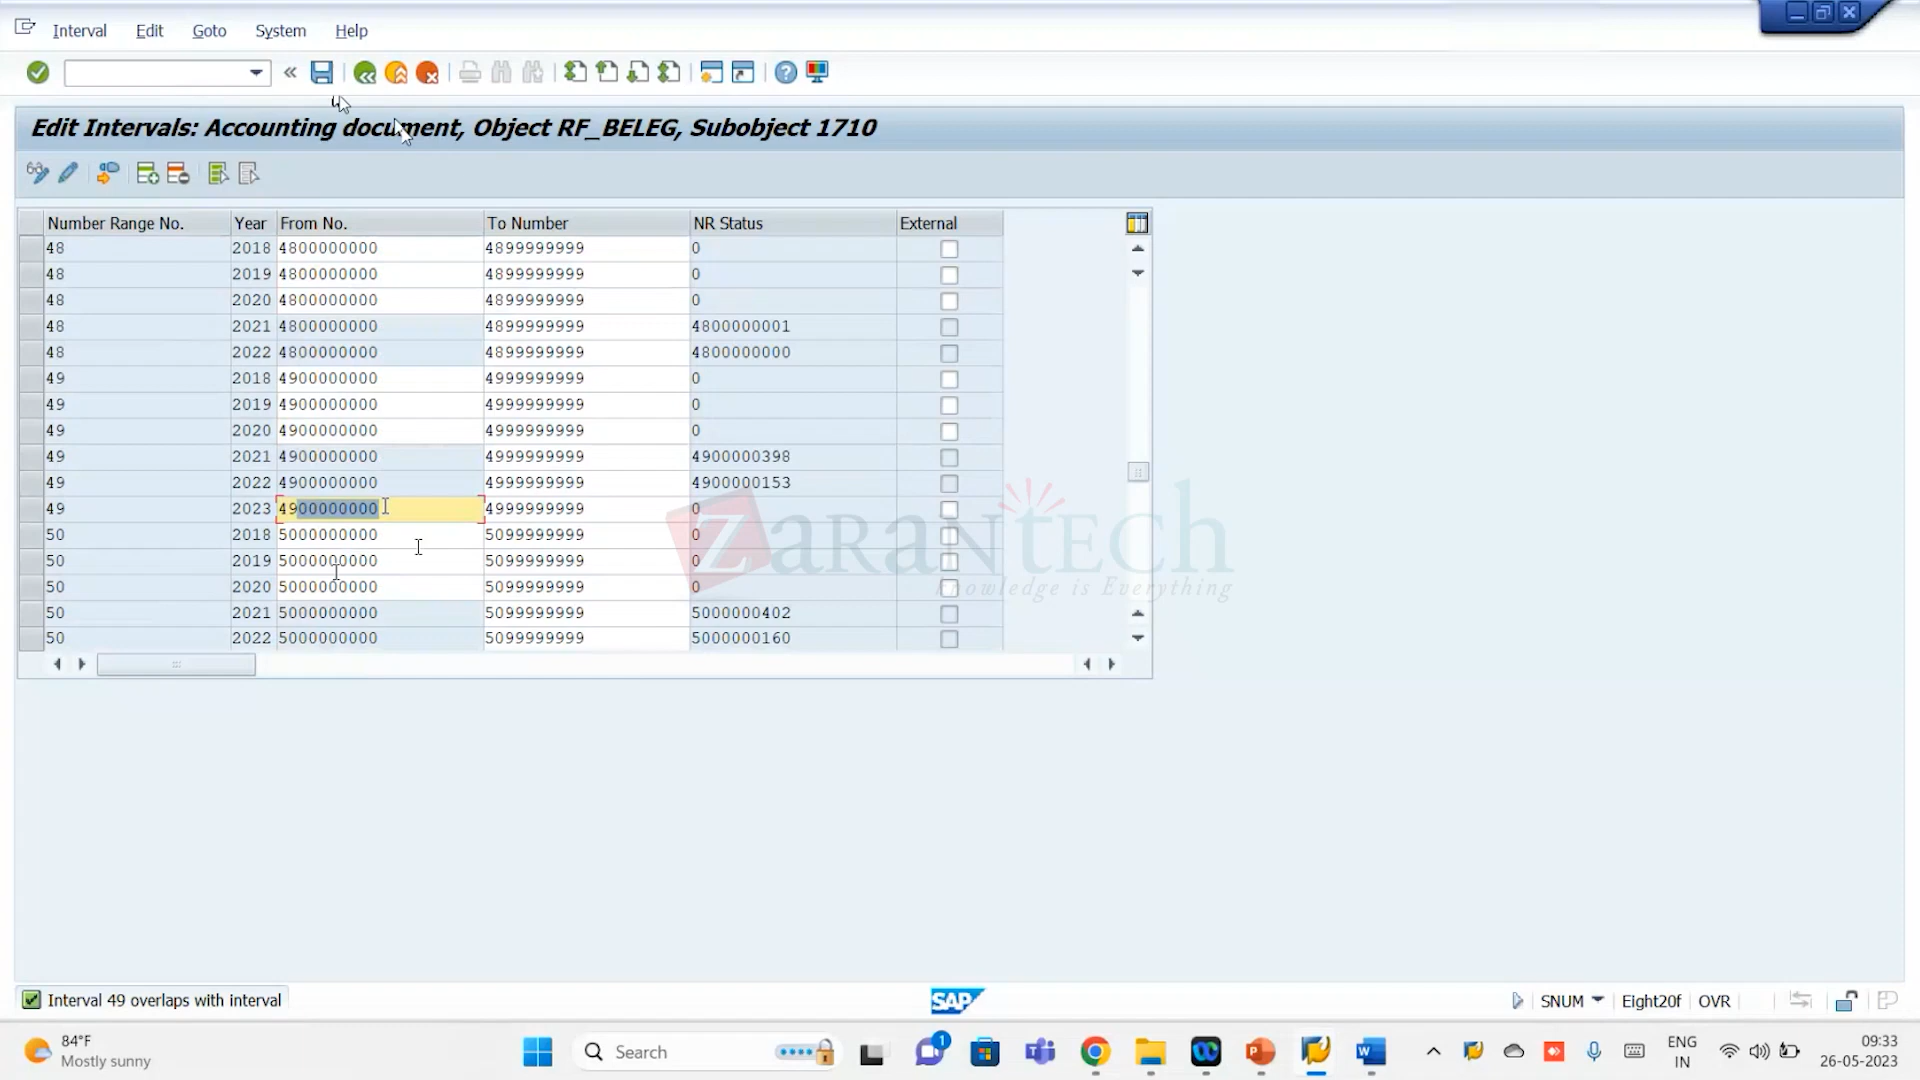 Interval Edit Goto System Help
Edit Intervals: Accounting document, Object RF_BELEG, Subobject 1710
Number Range No. Year From No. To Number NR Status External
48 2018 4800000000 4899999999 0
48 2019 4800000000 4899999999 0
48 2020 4800000000 4899999999 0
48 2021 4800000000 4899999999 4800000001
48 2022 4800000000 4899999999 4800000000
49 2018 4900000000 4999999999 0
49 2019 4900000000 4999999999 0
49 2020 4900000000 4999999999 0
49 2021 4900000000 4999999999 4900000398
49 2022 4900000000 4999999999 4900000153
49 2023 4900000000 4999999999 0
50 2018 5000000000 5099999999 0
50 2019 5000000000 5099999999 0
50 2020 5000000000 5099999999 0
50 2021 5000000000 5099999999 5000000402
50 2022 5000000000 5099999999 5000000160
ZaranTech
knowledge is Everything
Interval 49 overlaps with interval
SAP
SNUM Eight20f OVR
84°F
Mostly sunny
Search
1
ENG
IN
09:33
26-05-2023